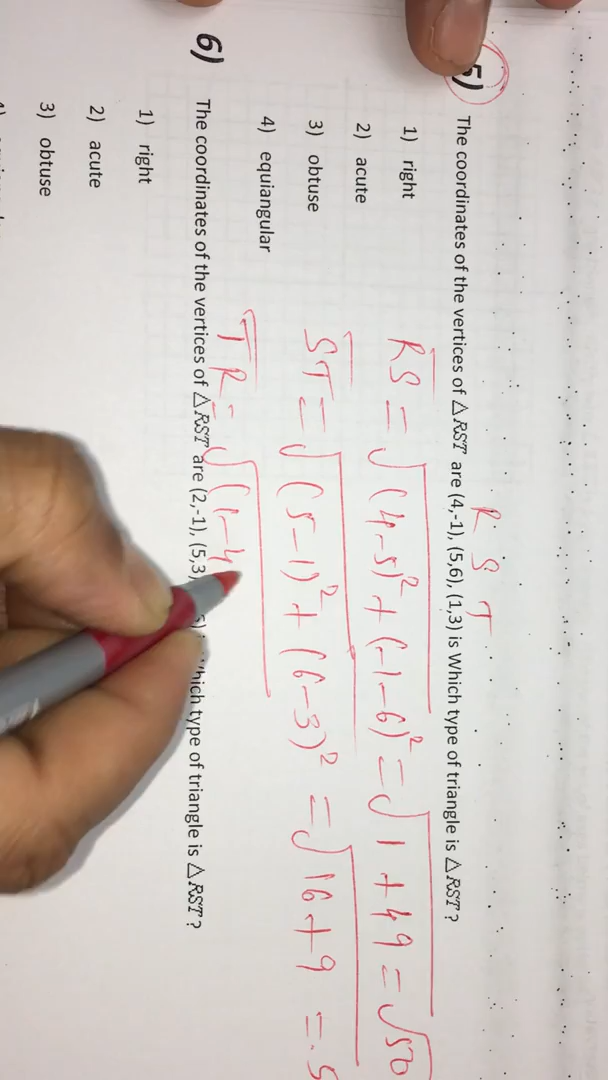 5) The coordinates of the vertices of △RST are (4,-1), (5,6), (1,3) is Which type of triangle is △RST?
R S T
1) right
2) acute
3) obtuse
4) equiangular
RS = √(4-5)² + (-1-6)² = √1 + 49 = √50
ST = √(5-1)² + (6-3)² = √16 + 9 = 5
TR = √(1-4
6) The coordinates of the vertices of △RST are (2,-1), (5,3), 5) Which type of triangle is △RST?
1) right
2) acute
3) obtuse